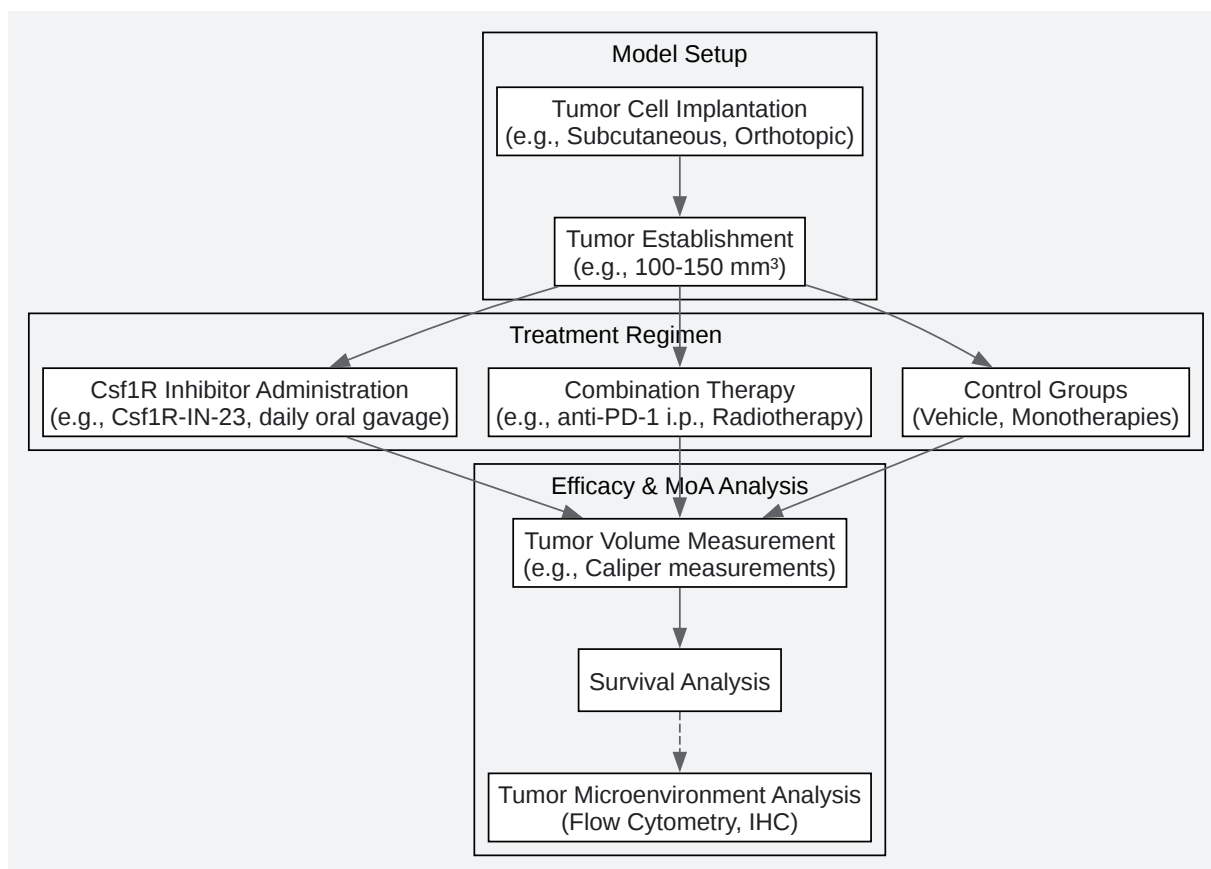 Model Setup
Tumor Cell Implantation
(e.g., Subcutaneous, Orthotopic)
Tumor Establishment
(e.g., 100-150 mm³)
Treatment Regimen
Csf1R Inhibitor Administration
(e.g., Csf1R-IN-23, daily oral gavage)
Combination Therapy
(e.g., anti-PD-1 i.p., Radiotherapy)
Control Groups
(Vehicle, Monotherapies)
Efficacy & MoA Analysis
Tumor Volume Measurement
(e.g., Caliper measurements)
Survival Analysis
Tumor Microenvironment Analysis
(Flow Cytometry, IHC)